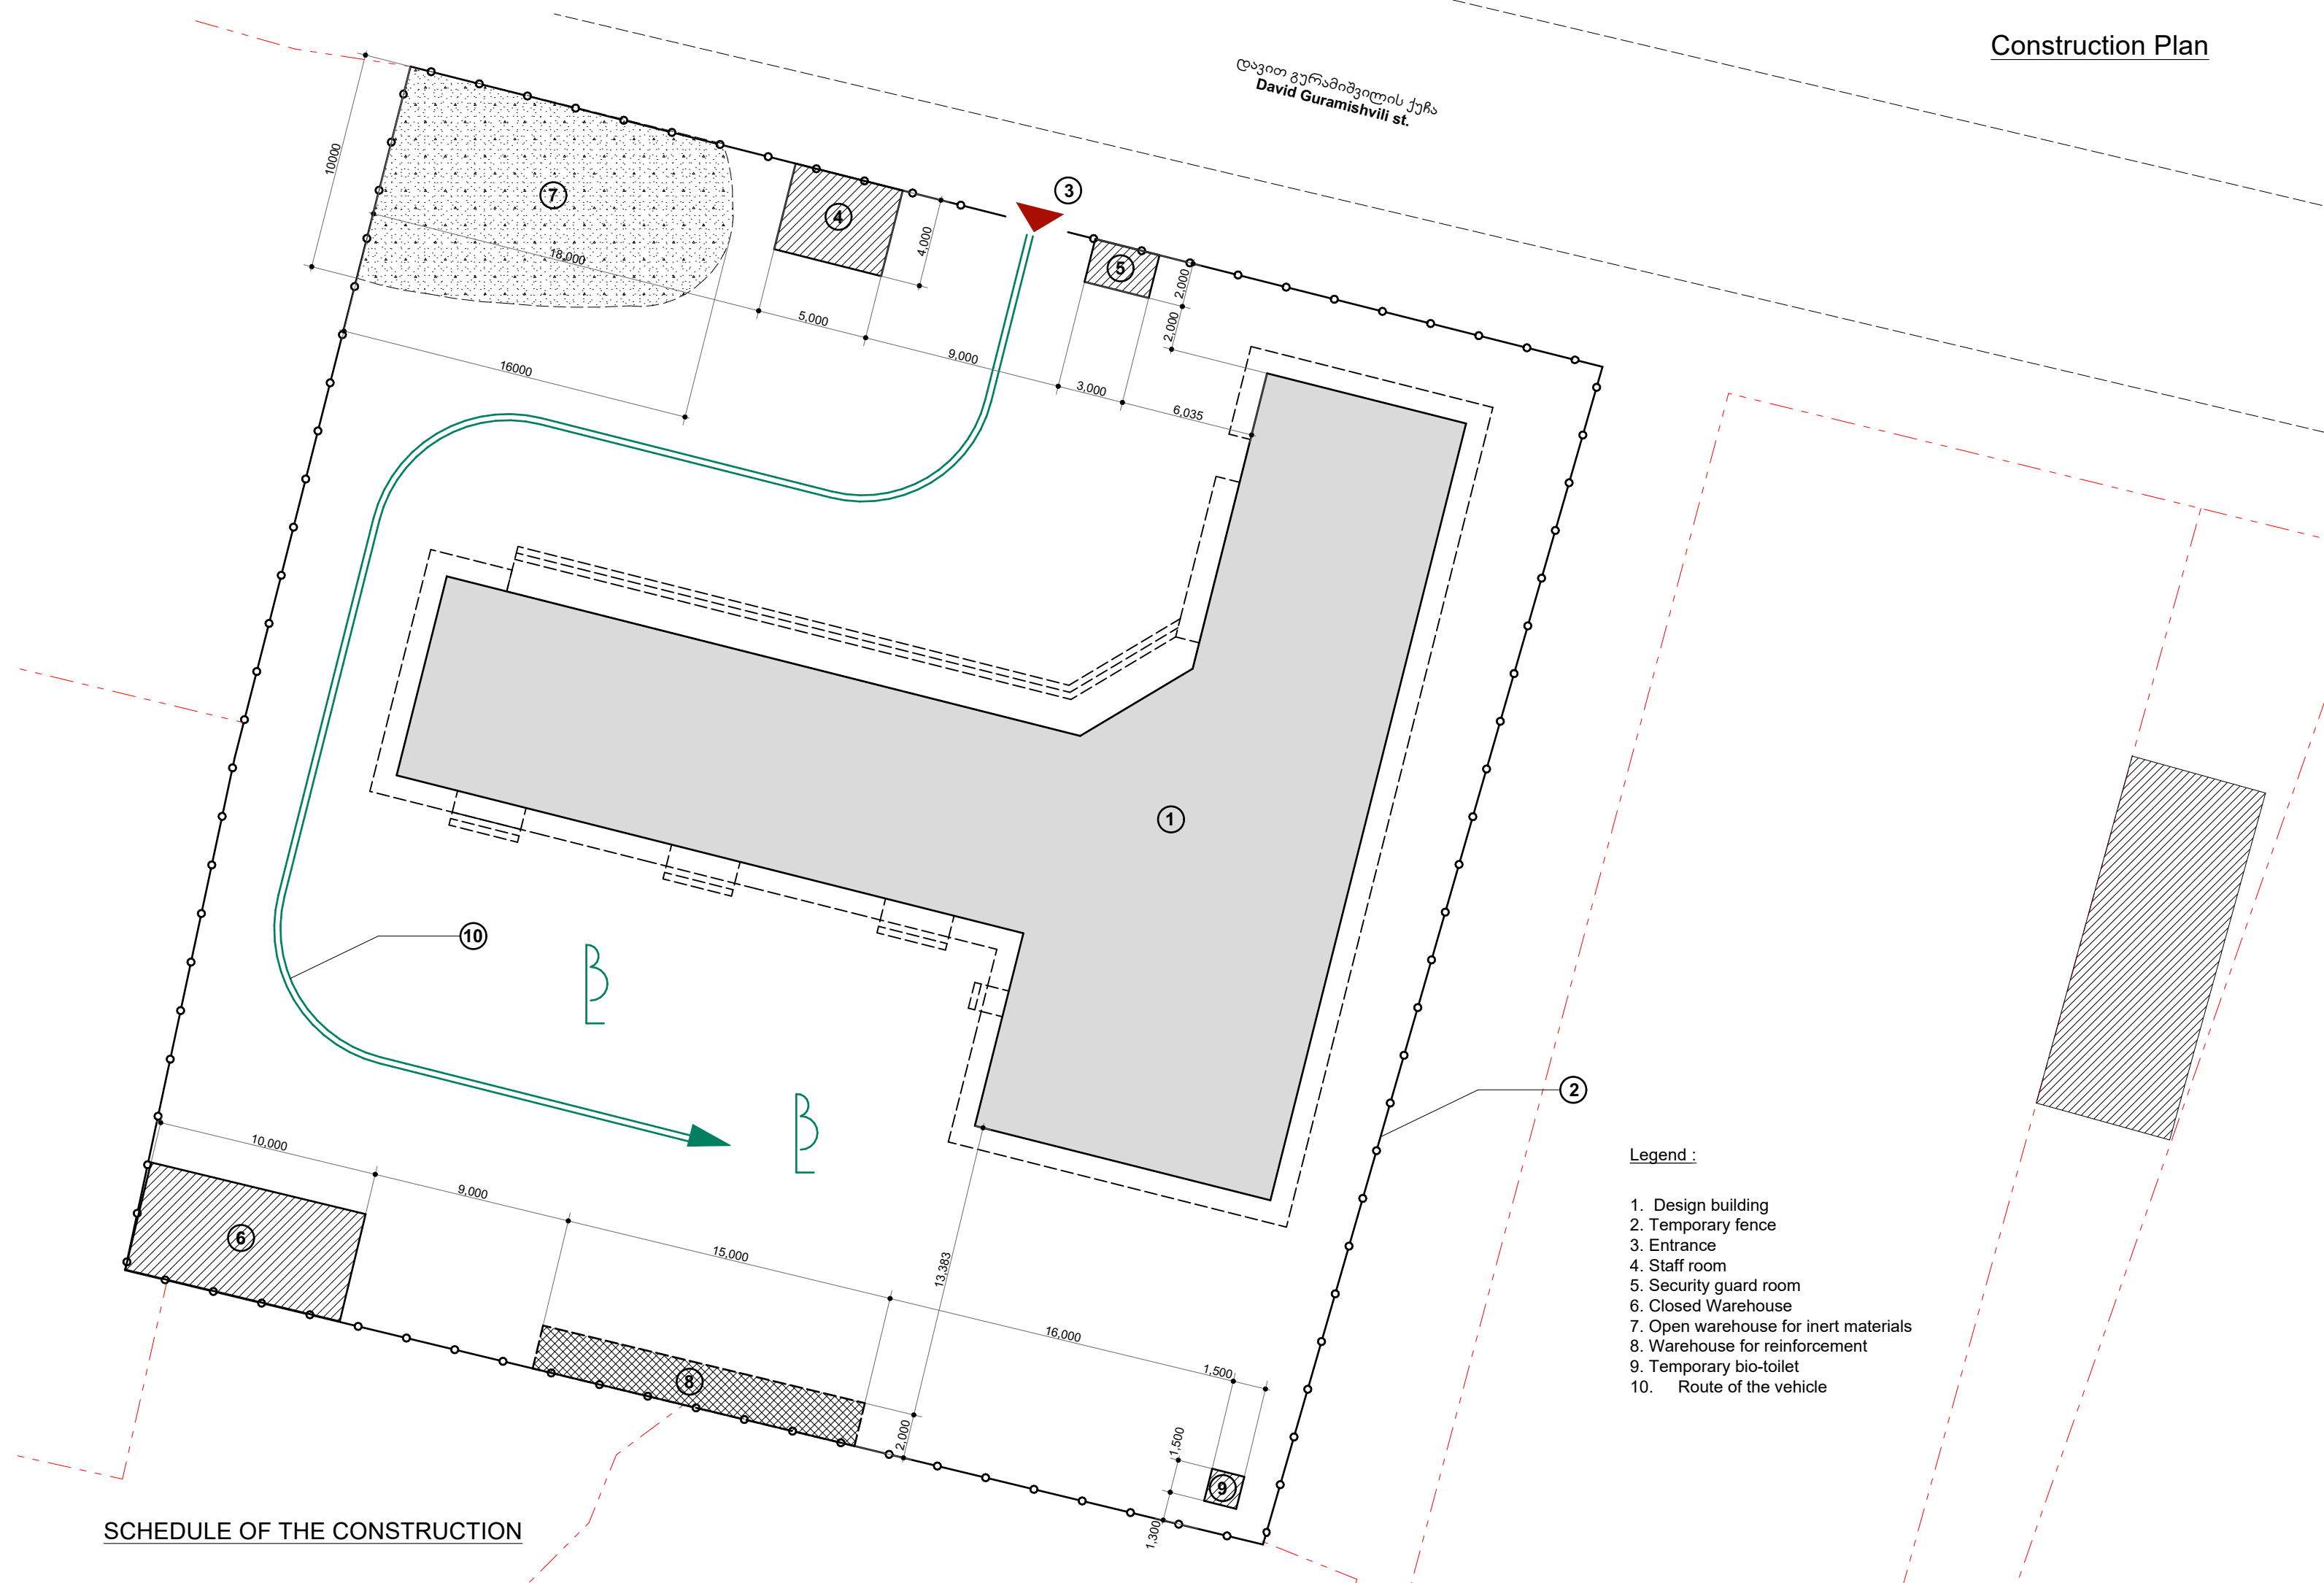 Construction Plan
დავით გურამიშვილის ქუჩა
David Guramishvili st.
3
10000
7
4
4,000
5
2,000
18,000
2,000
5,000
9,000
16000
3,000
6,035
1
10
2
10,000
9,000
6
15,000
13,383
16,000
1,500
8
2,000
1,500
9
1,300
Legend :
1. Design building
2. Temporary fence
3. Entrance
4. Staff room
5. Security guard room
6. Closed Warehouse
7. Open warehouse for inert materials
8. Warehouse for reinforcement
9. Temporary bio-toilet
10. Route of the vehicle
SCHEDULE OF THE CONSTRUCTION